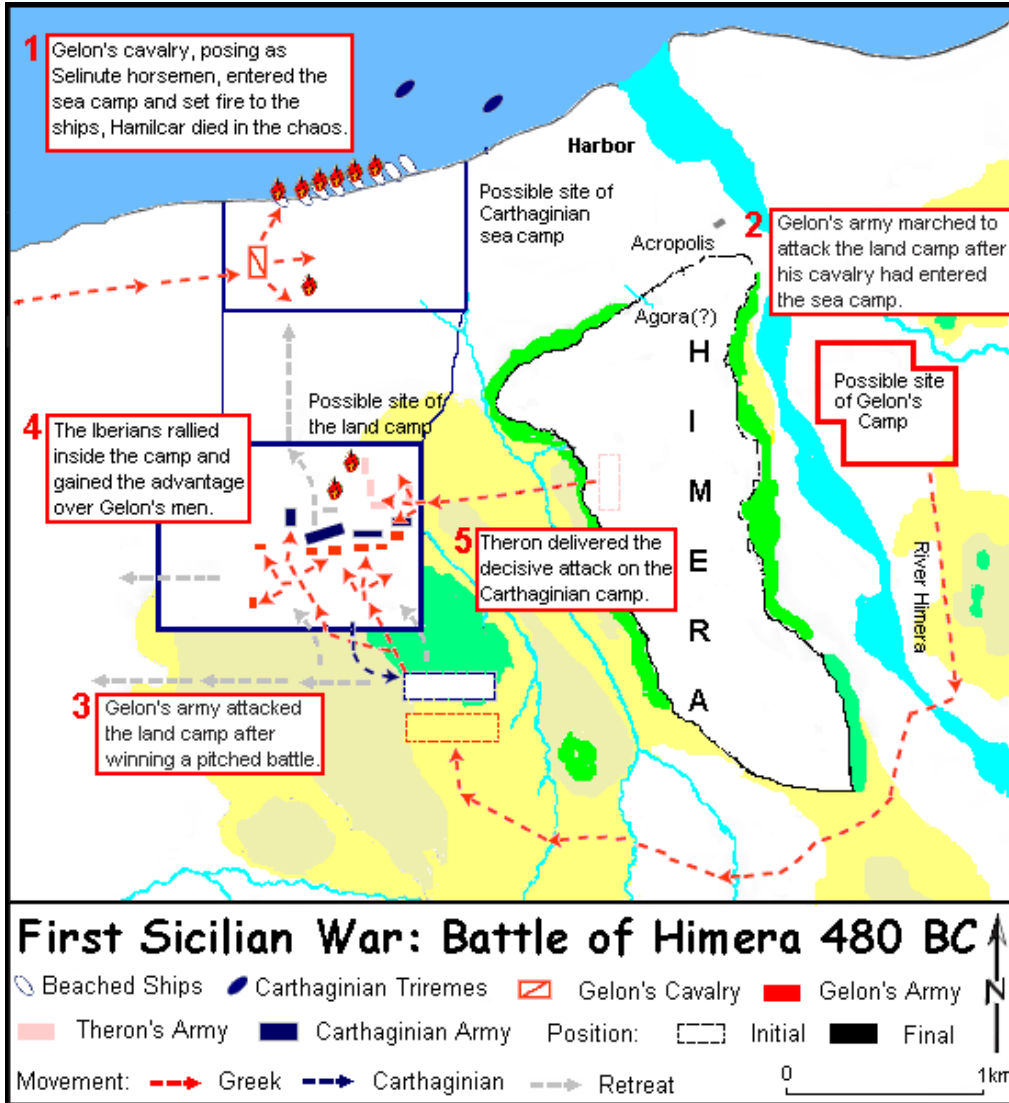 1
Gelon's cavalry, posing as
Selinute horsemen, entered the
sea camp and set fire to the
ships, Hamilcar died in the chaos.
Harbor
Possible site of
Carthaginian
sea camp
2
Gelon's army marched to
attack the land camp after
his cavalry had entered
the sea camp.
Acropolis
Agora(?)
H
I
M
E
R
A
Possible site
of Gelon's
Camp
Possible site of
the land camp
4
The Iberians rallied
inside the camp and
gained the advantage
over Gelon's men.
5
Theron delivered the
decisive attack on the
Carthaginian camp.
River Himera
3
Gelon's army attacked
the land camp after
winning a pitched battle.
First Sicilian War: Battle of Himera 480 BC
Beached Ships Carthaginian Triremes Gelon's Cavalry Gelon's Army
N
Theron's Army Carthaginian Army Position: Initial Final
Movement: Greek Carthaginian Retreat
0 1km